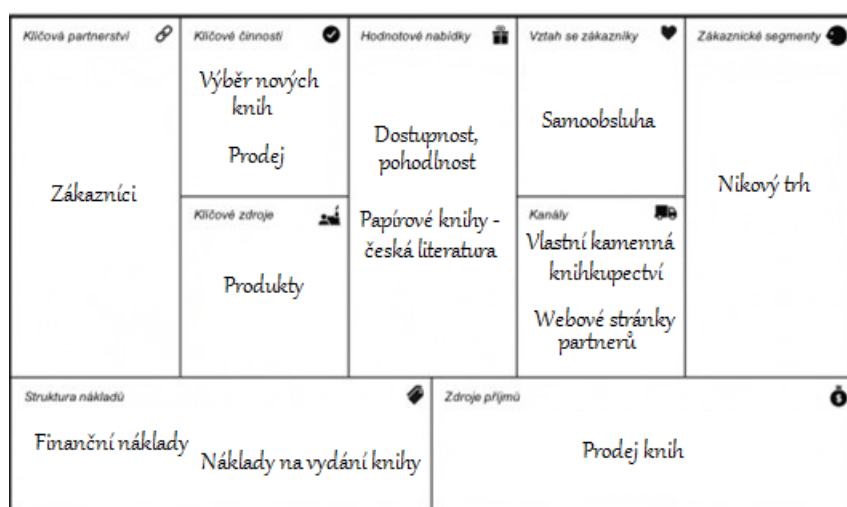 Klíčová partnerství
Zákazníci
Klíčové činnosti
Výběr nových
knih
Prodej
Klíčové zdroje
Produkty
Hodnotové nabídky
Dostupnost,
pohodlnost
Papírové knihy -
česká literatura
Vztah se zákazníky
Samoobsluha
Kanály
Vlastní kamenná
knihkupectví
Webové stránky
partnerů
Zákaznické segmenty
Nikový trh
Struktura nákladů
Finanční náklady
Náklady na vydání knihy
Zdroje příjmů
Prodej knih